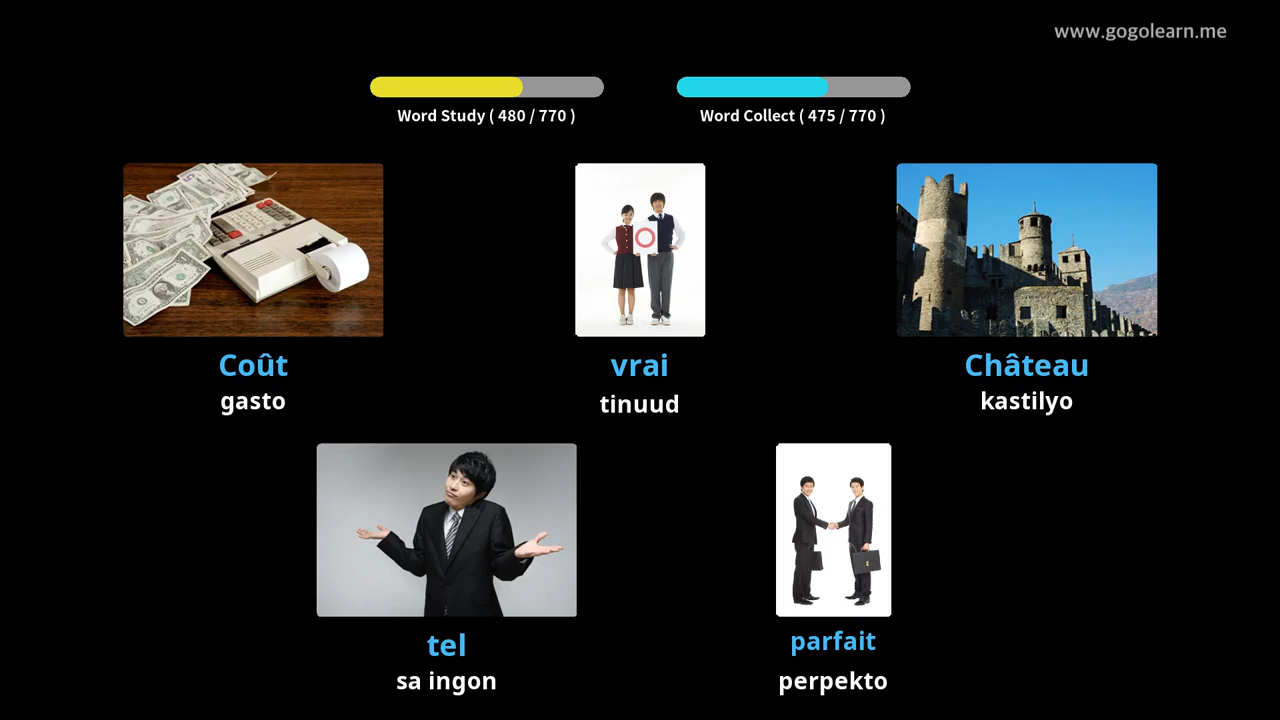 www.gogolearn.me
Word Study ( 480 / 770 )
Word Collect ( 475 / 770 )
Coût
gasto
vrai
tinuud
Château
kastilyo
tel
sa ingon
parfait
perpekto